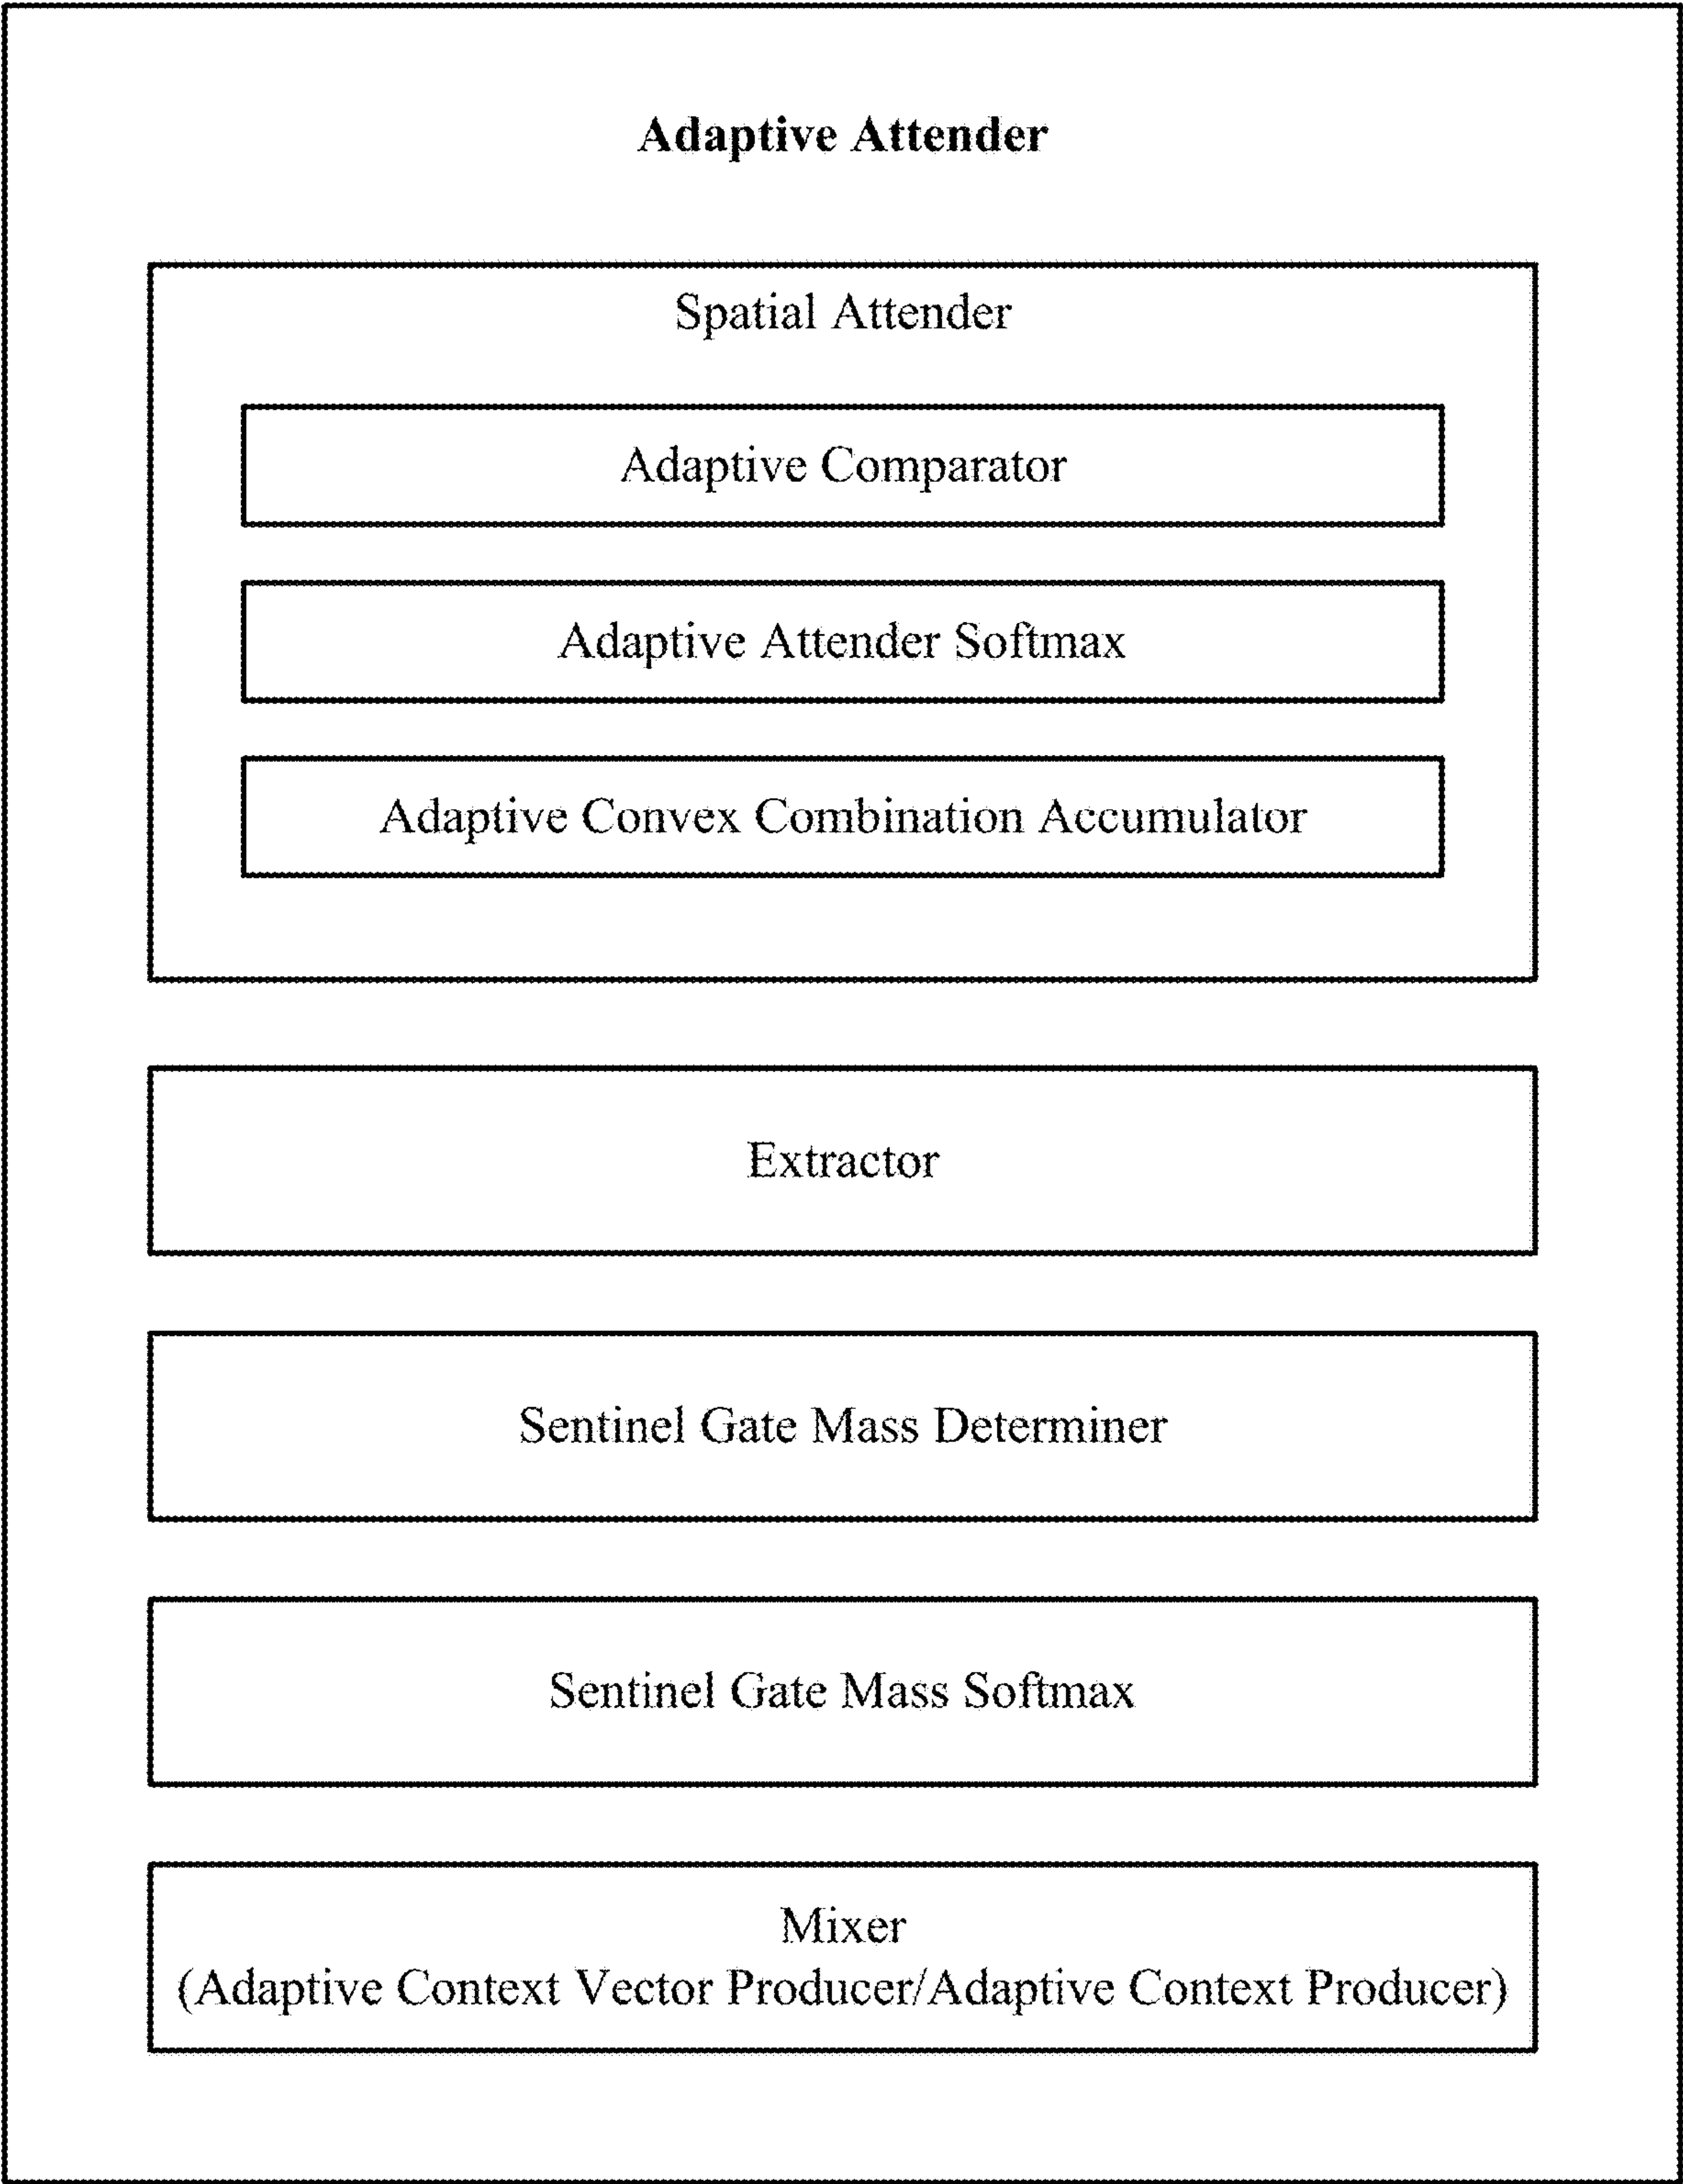 Adaptive Attender
Spatial Attender
Adaptive Comparator
Adaptive Attender Softmax
Adaptive Convex Combination Accumulator
Extractor
Sentinel Gate Mass Determiner
Sentinel Gate Mass Softmax
Mixer
(Adaptive Context Vector Producer/Adaptive Context Producer)